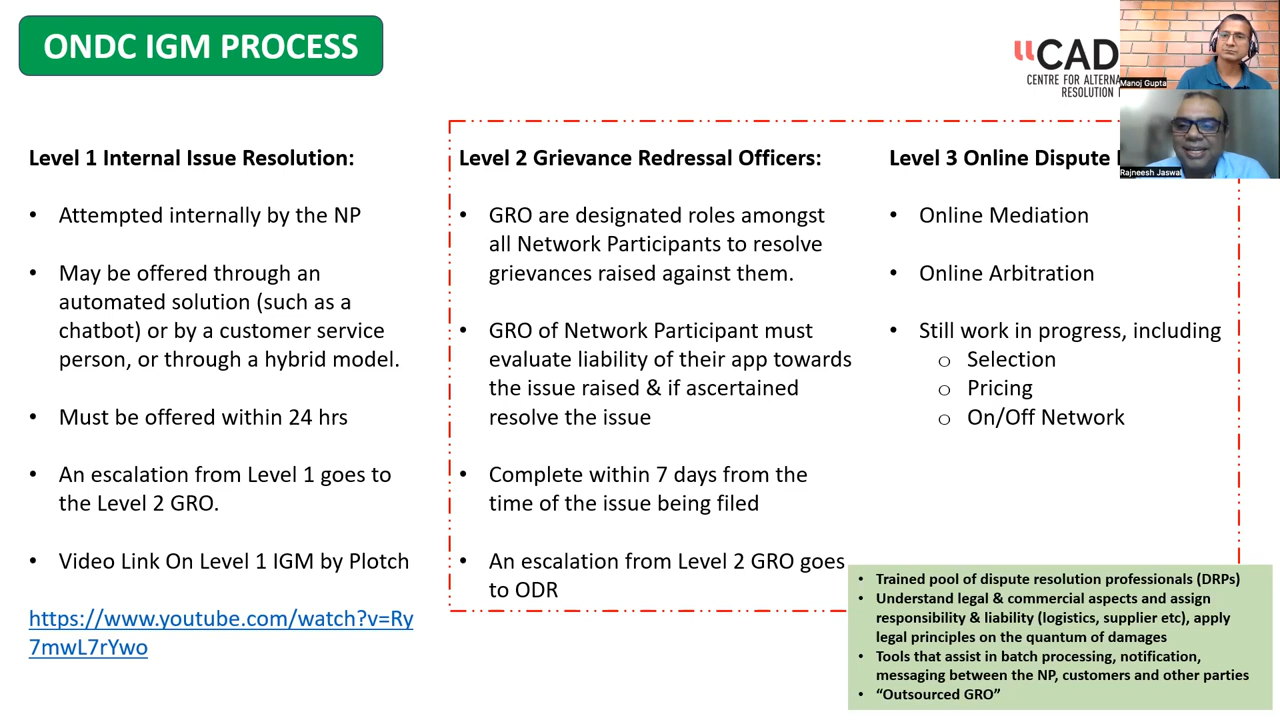 ONDC IGM PROCESS
CAD
CENTRE FOR ALTERNA
RESOLUTION
Manoj Gupta
Rajneesh Jaswal
Level 1 Internal Issue Resolution:
• Attempted internally by the NP
• May be offered through an
automated solution (such as a
chatbot) or by a customer service
person, or through a hybrid model.
• Must be offered within 24 hrs
• An escalation from Level 1 goes to
the Level 2 GRO.
• Video Link On Level 1 IGM by Plotch
https://www.youtube.com/watch?v=Ry
7mwL7rYwo
Level 2 Grievance Redressal Officers:
• GRO are designated roles amongst
all Network Participants to resolve
grievances raised against them.
• GRO of Network Participant must
evaluate liability of their app towards
the issue raised & if ascertained
resolve the issue
• Complete within 7 days from the
time of the issue being filed
• An escalation from Level 2 GRO goes
to ODR
Level 3 Online Dispute
• Online Mediation
• Online Arbitration
• Still work in progress, including
o Selection
o Pricing
o On/Off Network
• Trained pool of dispute resolution professionals (DRPs)
• Understand legal & commercial aspects and assign
responsibility & liability (logistics, supplier etc), apply
legal principles on the quantum of damages
• Tools that assist in batch processing, notification,
messaging between the NP, customers and other parties
• “Outsourced GRO”